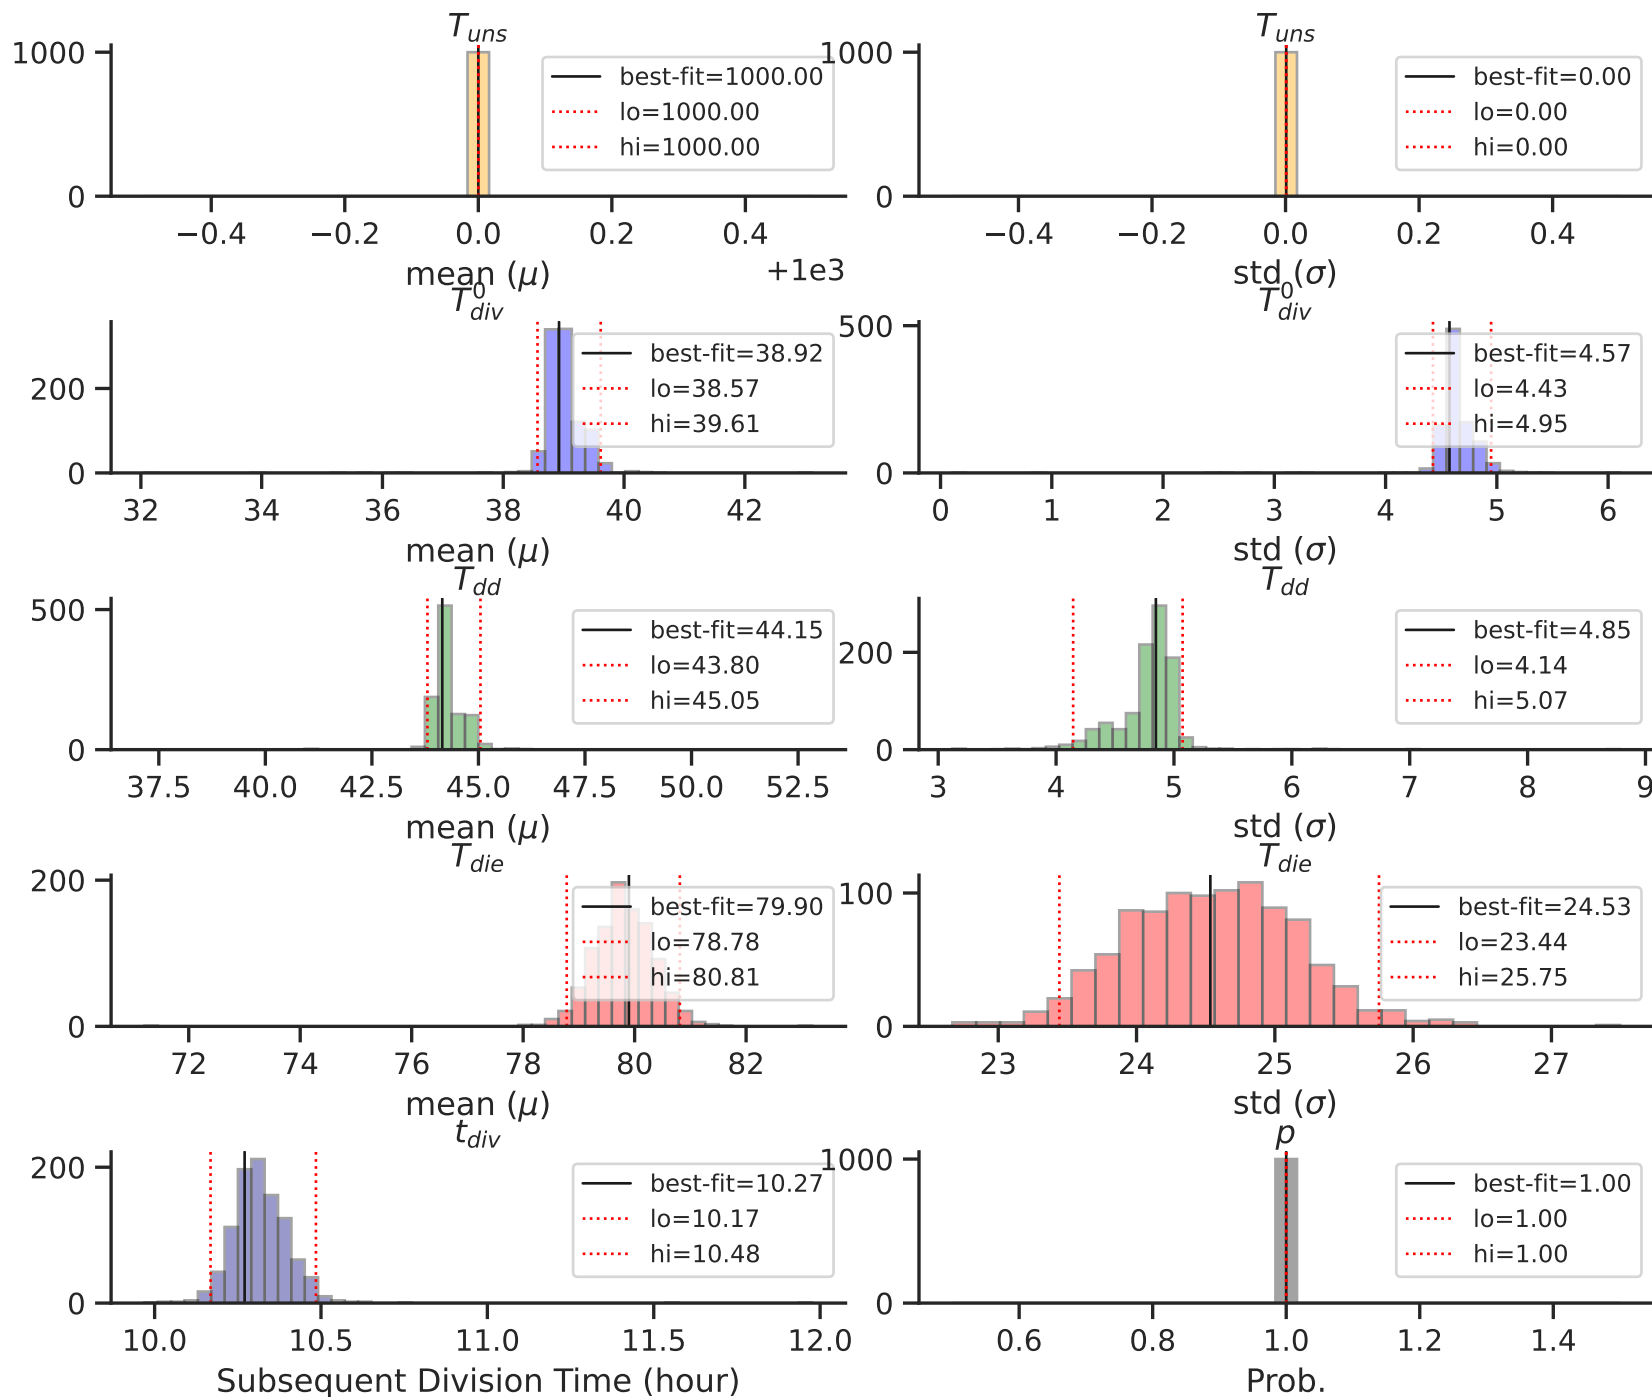 T_uns
1000
0
best-fit=1000.00
lo=1000.00
hi=1000.00
−0.4 −0.2 0.0 0.2 0.4
+1e3
mean (μ)
T_uns
1000
0
best-fit=0.00
lo=0.00
hi=0.00
−0.4 −0.2 0.0 0.2 0.4
std (σ)
T^0_div
200
0
best-fit=38.92
lo=38.57
hi=39.61
32 34 36 38 40 42
mean (μ)
T^0_div
500
0
best-fit=4.57
lo=4.43
hi=4.95
0 1 2 3 4 5 6
std (σ)
T_dd
500
0
best-fit=44.15
lo=43.80
hi=45.05
37.5 40.0 42.5 45.0 47.5 50.0 52.5
mean (μ)
T_dd
200
0
best-fit=4.85
lo=4.14
hi=5.07
3 4 5 6 7 8 9
std (σ)
T_die
200
0
best-fit=79.90
lo=78.78
hi=80.81
72 74 76 78 80 82
mean (μ)
T_die
100
0
best-fit=24.53
lo=23.44
hi=25.75
23 24 25 26 27
std (σ)
t_div
200
0
best-fit=10.27
lo=10.17
hi=10.48
10.0 10.5 11.0 11.5 12.0
Subsequent Division Time (hour)
p
1000
0
best-fit=1.00
lo=1.00
hi=1.00
0.6 0.8 1.0 1.2 1.4
Prob.